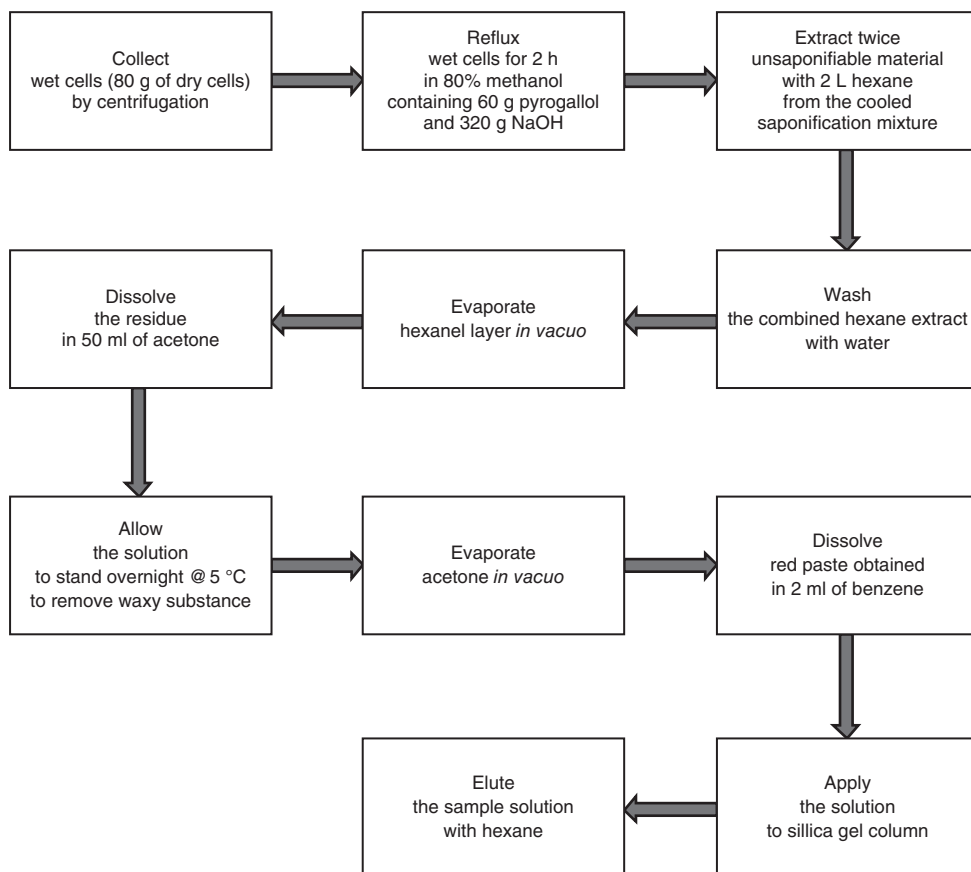 Collect
wet cells (80 g of dry cells)
by centrifugation
Reflux
wet cells for 2 h
in 80% methanol
containing 60 g pyrogallol
and 320 g NaOH
Extract twice
unsaponifiable material
with 2 L hexane
from the cooled
saponification mixture
Wash
the combined hexane extract
with water
Evaporate
hexanel layer in vacuo
Dissolve
the residue
in 50 ml of acetone
Allow
the solution
to stand overnight @ 5 °C
to remove waxy substance
Evaporate
acetone in vacuo
Dissolve
red paste obtained
in 2 ml of benzene
Apply
the solution
to sillica gel column
Elute
the sample solution
with hexane